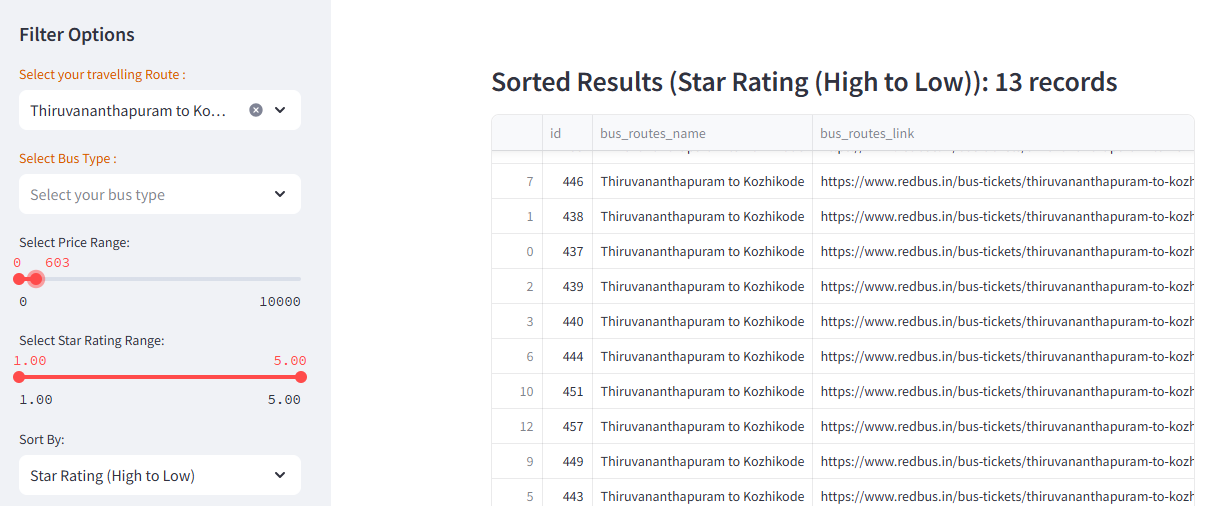 Filter Options
Select your travelling Route :
Thiruvananthapuram to Ko...
Select Bus Type :
Select your bus type
Select Price Range:
0 603
0 10000
Select Star Rating Range:
1.00 5.00
1.00 5.00
Sort By:
Star Rating (High to Low)
Sorted Results (Star Rating (High to Low)): 13 records
id bus_routes_name bus_routes_link
7 446 Thiruvananthapuram to Kozhikode https://www.redbus.in/bus-tickets/thiruvananthapuram-to-kozh
1 438 Thiruvananthapuram to Kozhikode https://www.redbus.in/bus-tickets/thiruvananthapuram-to-kozh
0 437 Thiruvananthapuram to Kozhikode https://www.redbus.in/bus-tickets/thiruvananthapuram-to-kozh
2 439 Thiruvananthapuram to Kozhikode https://www.redbus.in/bus-tickets/thiruvananthapuram-to-kozh
3 440 Thiruvananthapuram to Kozhikode https://www.redbus.in/bus-tickets/thiruvananthapuram-to-kozh
6 444 Thiruvananthapuram to Kozhikode https://www.redbus.in/bus-tickets/thiruvananthapuram-to-kozh
10 451 Thiruvananthapuram to Kozhikode https://www.redbus.in/bus-tickets/thiruvananthapuram-to-kozh
12 457 Thiruvananthapuram to Kozhikode https://www.redbus.in/bus-tickets/thiruvananthapuram-to-kozh
9 449 Thiruvananthapuram to Kozhikode https://www.redbus.in/bus-tickets/thiruvananthapuram-to-kozh
5 443 Thiruvananthapuram to Kozhikode https://www.redbus.in/bus-tickets/thiruvananthapuram-to-kozh